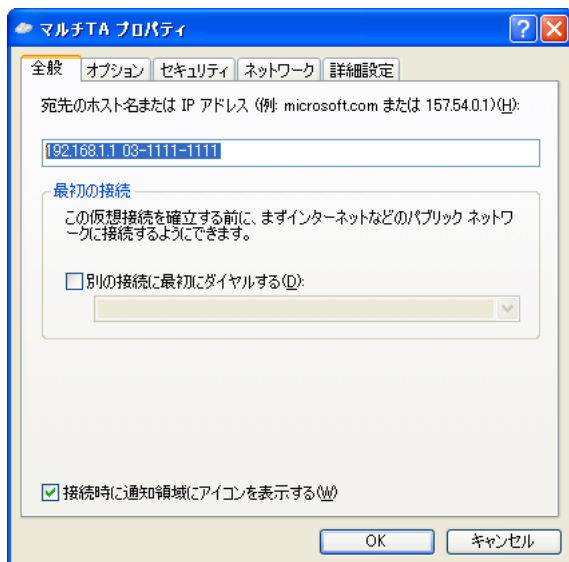 マルチTA プロパティ
全般 オプション セキュリティ ネットワーク 詳細設定
宛先のホスト名または IP アドレス (例: microsoft.com または 157.54.0.1)(H):
192.168.1.1 03-1111-1111
最初の接続
この仮想接続を確立する前に、まずインターネットなどのパブリック ネットワ
ークに接続するようにできます。
別の接続に最初にダイヤルする(D):
接続時に通知領域にアイコンを表示する(W)
OK キャンセル